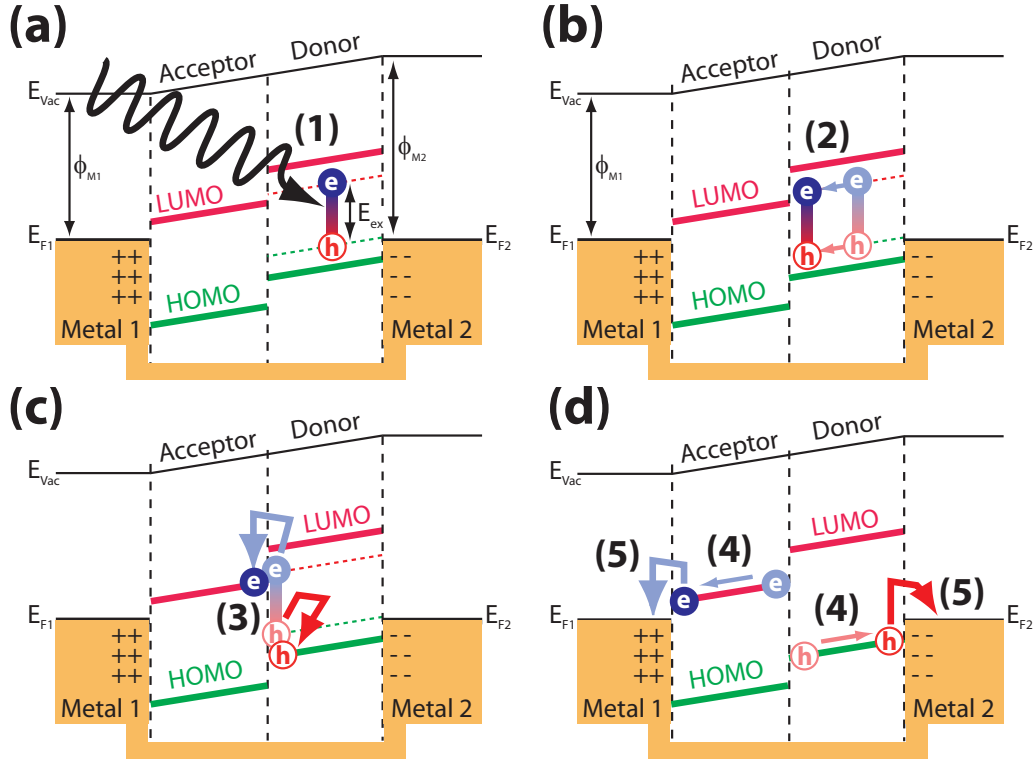 (a)
Acceptor Donor
E_Vac
(1)
ϕ_M1
ϕ_M2
LUMO
e
E_ex
h
E_F1
E_F2
++
++
++
- -
- -
- -
HOMO
Metal 1
Metal 2
(b)
Acceptor Donor
E_Vac
(2)
ϕ_M1
LUMO
e e
h h
E_F1
E_F2
++
++
++
- -
- -
- -
HOMO
Metal 1
Metal 2
(c)
Acceptor Donor
E_Vac
LUMO
e e
(3)
h
h
E_F1
E_F2
++
++
++
- -
- -
- -
HOMO
Metal 1
Metal 2
(d)
Acceptor Donor
E_Vac
LUMO
(5) (4)
e e
(4) (5)
h h
E_F1
E_F2
++
++
++
- -
- -
- -
HOMO
Metal 1
Metal 2